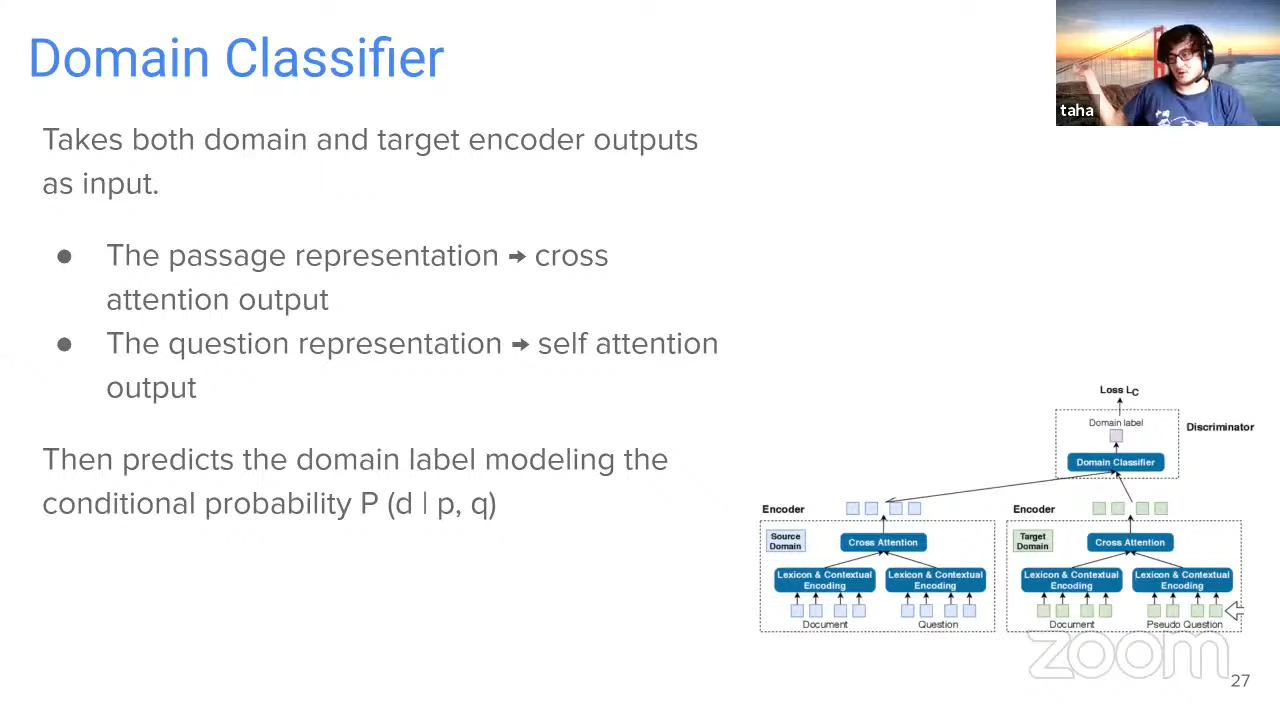 Domain Classifier
taha
Takes both domain and target encoder outputs
as input.
● The passage representation → cross
attention output
● The question representation → self attention
output
Then predicts the domain label modeling the
conditional probability P (d | p, q)
Loss LC
Domain label
Discriminator
Domain Classifier
Encoder
Encoder
Source
Domain
Cross Attention
Target
Domain
Cross Attention
Lexicon & Contextual
Encoding
Lexicon & Contextual
Encoding
Lexicon & Contextual
Encoding
Lexicon & Contextual
Encoding
Document
Question
Document
Pseudo Question
zoom
27